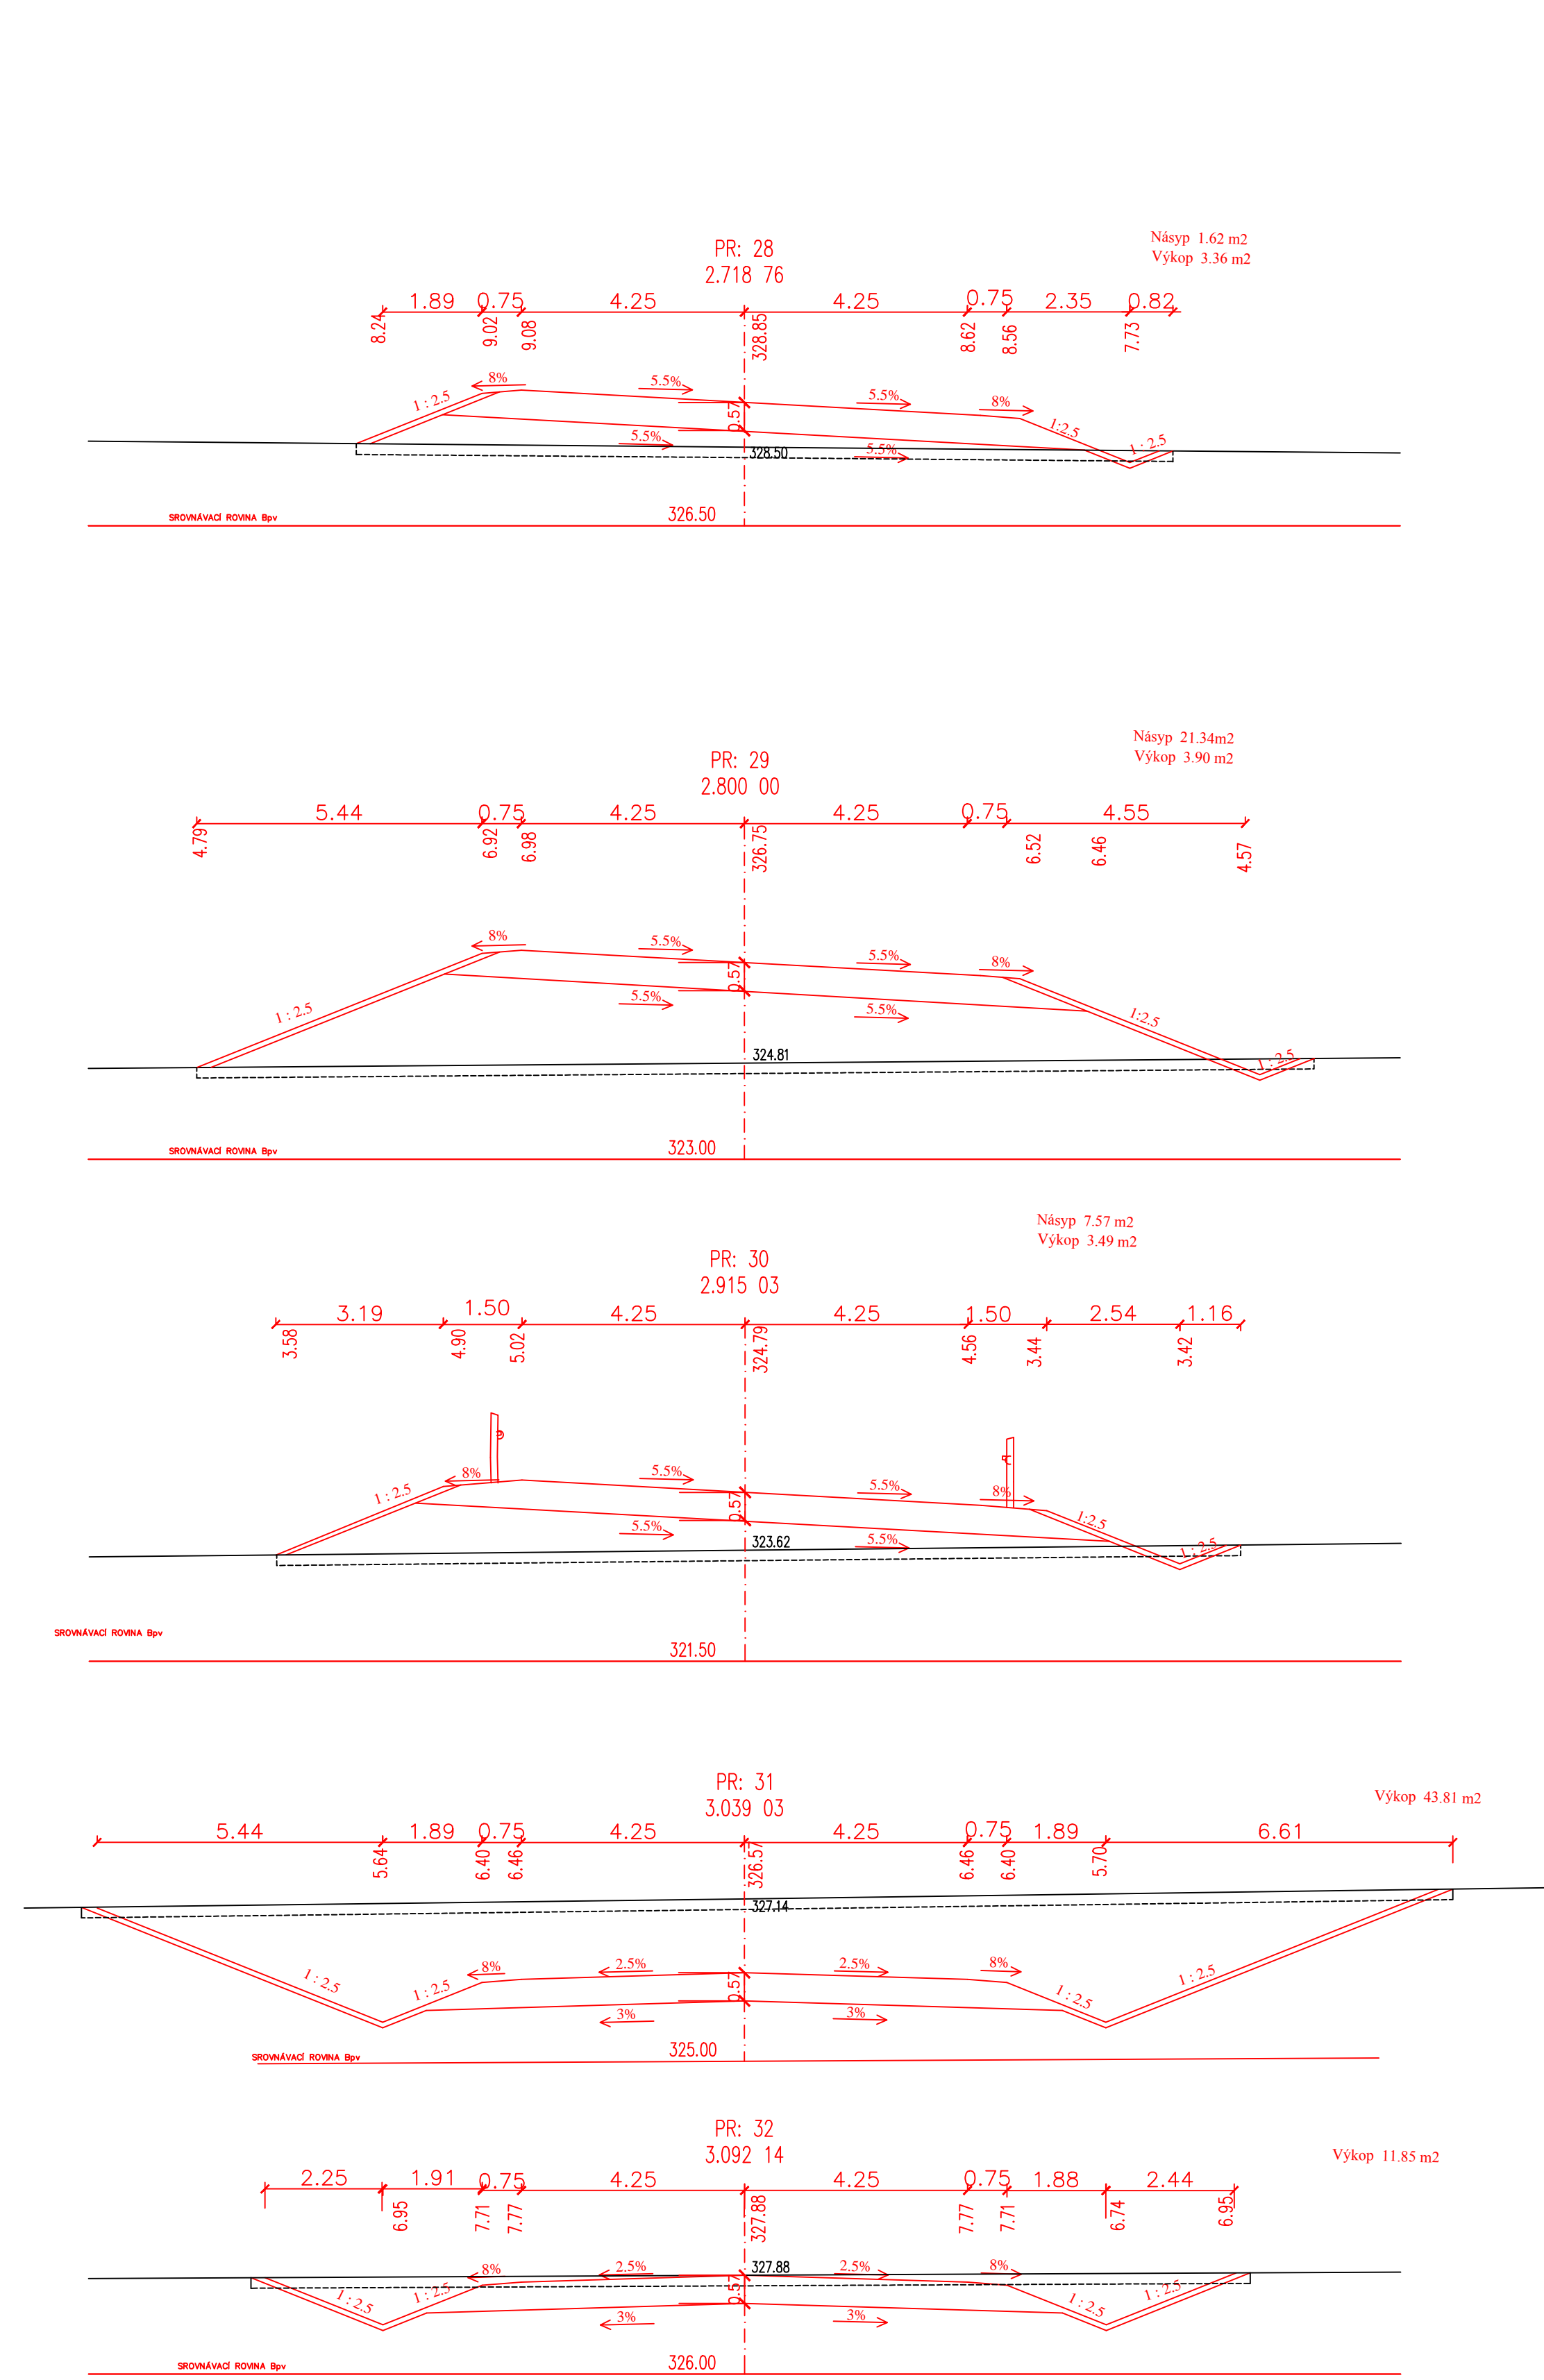 Násyp 1.62 m2
PR: 28
Výkop 3.36 m2
2.718 76
1.89 0.75 4.25 4.25 0.75 2.35 0.82
8.24 9.02 9.08 328.85 8.62 8.56 7.73
8% 5.5% 5.5% 8%
1 : 2.5 0.57 1:2.5
5.5% 328.50 5.5% 1 : 2.5
326.50
SROVNÁVACÍ ROVINA Bpv
Násyp 21.34m2
PR: 29
Výkop 3.90 m2
2.800 00
5.44 0.75 4.25 4.25 0.75 4.55
4.79 6.92 6.98 326.75 6.52 6.46 4.57
8% 5.5% 5.5% 8%
0.57
1 : 2.5 5.5% 5.5% 1:2.5
324.81 1 : 2.5
323.00
SROVNÁVACÍ ROVINA Bpv
Násyp 7.57 m2
Výkop 3.49 m2
PR: 30
2.915 03
3.19 1.50 4.25 4.25 1.50 2.54 1.16
3.58 4.90 5.02 324.79 4.56 3.44 3.42
8% 5.5% 5.5% 8%
1 : 2.5 0.57 1:2.5
5.5% 323.62 5.5% 1 : 2.5
SROVNÁVACÍ ROVINA Bpv
321.50
PR: 31
Výkop 43.81 m2
3.039 03
5.44 1.89 0.75 4.25 4.25 0.75 1.89 6.61
5.64 6.40 6.46 326.57 6.46 6.40 5.70
327.14
8% 2.5% 2.5% 8%
1 : 2.5 1 : 2.5 0.57 1 : 2.5 1 : 2.5
3% 3%
325.00
SROVNÁVACÍ ROVINA Bpv
PR: 32
3.092 14
Výkop 11.85 m2
2.25 1.91 0.75 4.25 4.25 0.75 1.88 2.44
6.95 7.71 7.77 327.88 7.77 7.71 6.74 6.95
8% 2.5% 327.88 2.5% 8%
1 : 2.5 1 : 2.5 0.57 1 : 2.5 1 : 2.5
3% 3%
326.00
SROVNÁVACÍ ROVINA Bpv